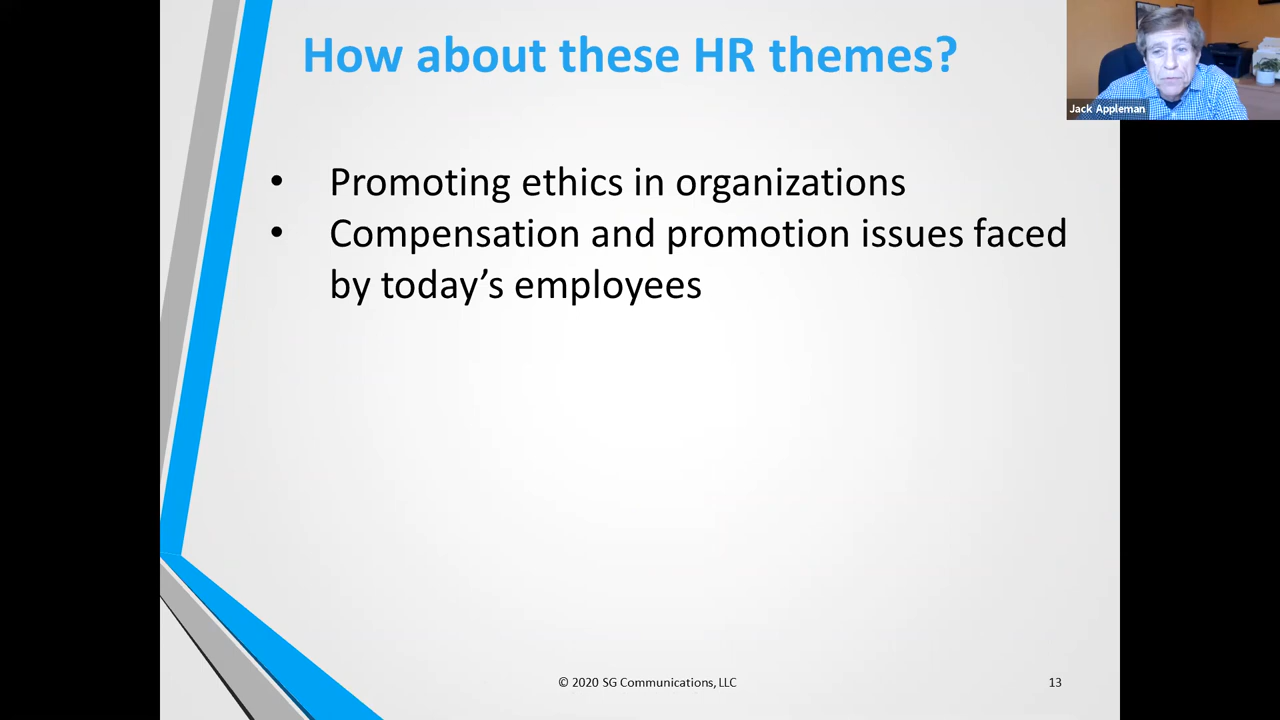 How about these HR themes?
Jack Appleman
• Promoting ethics in organizations
• Compensation and promotion issues faced
by today’s employees
© 2020 SG Communications, LLC
13